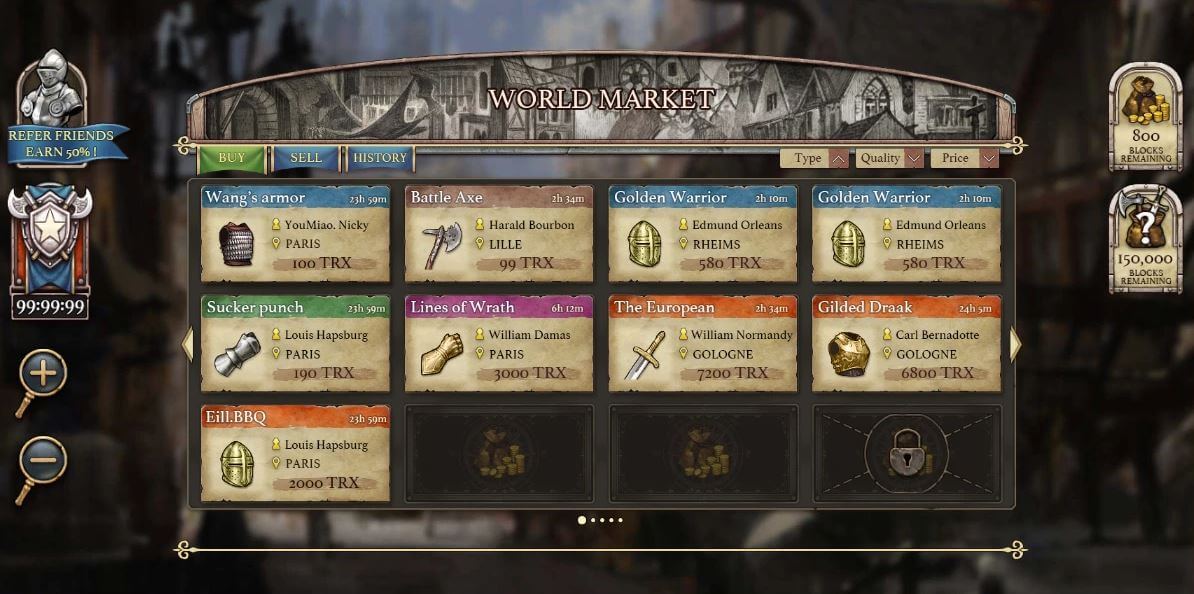 WORLD MARKET
REFER FRIENDS
EARN 50% !
99:99:99
800
BLOCKS
REMAINING
?
150,000
BLOCKS
REMAINING
BUY
SELL
HISTORY
Type
Quality
Price
Wang's armor 23h 59m
YouMiao. Nicky
PARIS
100 TRX
Battle Axe 2h 34m
Harald Bourbon
LILLE
99 TRX
Golden Warrior 2h 10m
Edmund Orleans
RHEIMS
580 TRX
Golden Warrior 2h 10m
Edmund Orleans
RHEIMS
580 TRX
Sucker punch 23h 59m
Louis Hapsburg
PARIS
190 TRX
Lines of Wrath 6h 12m
William Damas
PARIS
3000 TRX
The European 2h 34m
William Normandy
GOLOGNE
7200 TRX
Gilded Draak 24h 5m
Carl Bernadotte
GOLOGNE
6800 TRX
Eill.BBQ 23h 59m
Louis Hapsburg
PARIS
2000 TRX